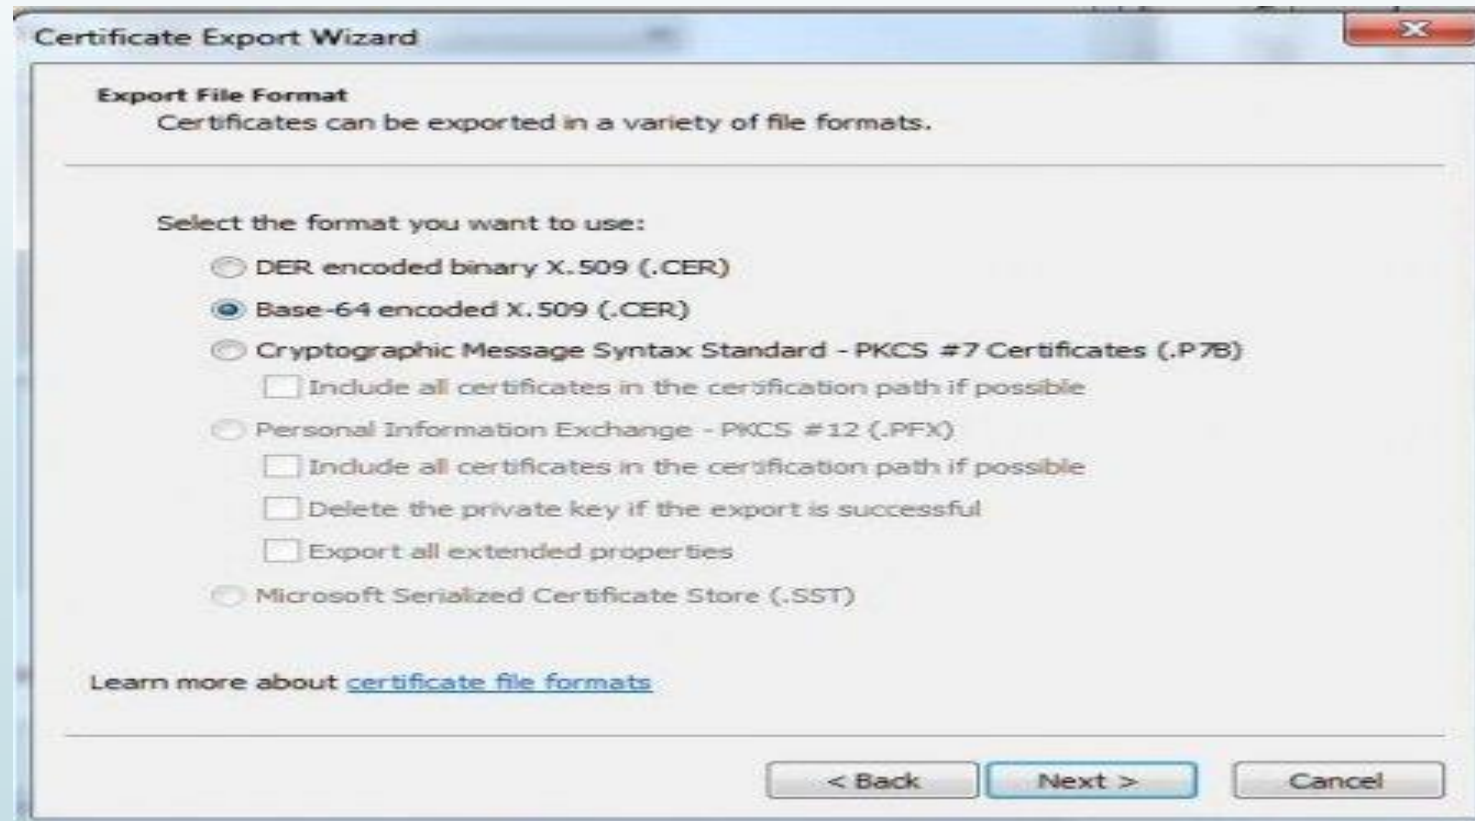 Certificate Export Wizard
Export File Format
Certificates can be exported in a variety of file formats.
Select the format you want to use:
DER encoded binary X.509 (.CER)
Base-64 encoded X.509 (.CER)
Cryptographic Message Syntax Standard - PKCS #7 Certificates (.P7B)
Include all certificates in the certification path if possible
Personal Information Exchange - PKCS #12 (.PFX)
Include all certificates in the certification path if possible
Delete the private key if the export is successful
Export all extended properties
Microsoft Serialized Certificate Store (.SST)
Learn more about certificate file formats
< Back Next > Cancel